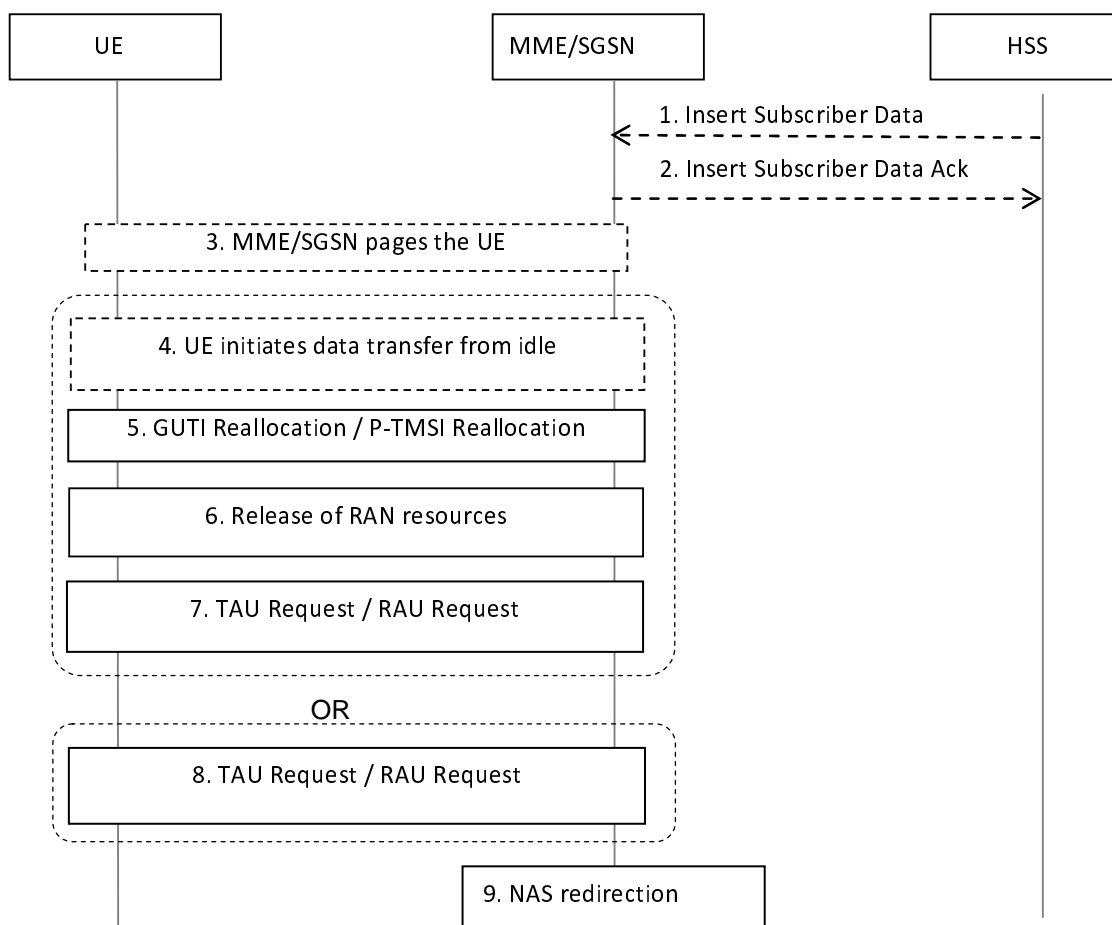 UE
MME/SGSN
HSS
1. Insert Subscriber Data
2. Insert Subscriber Data Ack
3. MME/SGSN pages the UE
4. UE initiates data transfer from idle
5. GUTI Reallocation / P-TMSI Reallocation
6. Release of RAN resources
7. TAU Request / RAU Request
OR
8. TAU Request / RAU Request
9. NAS redirection